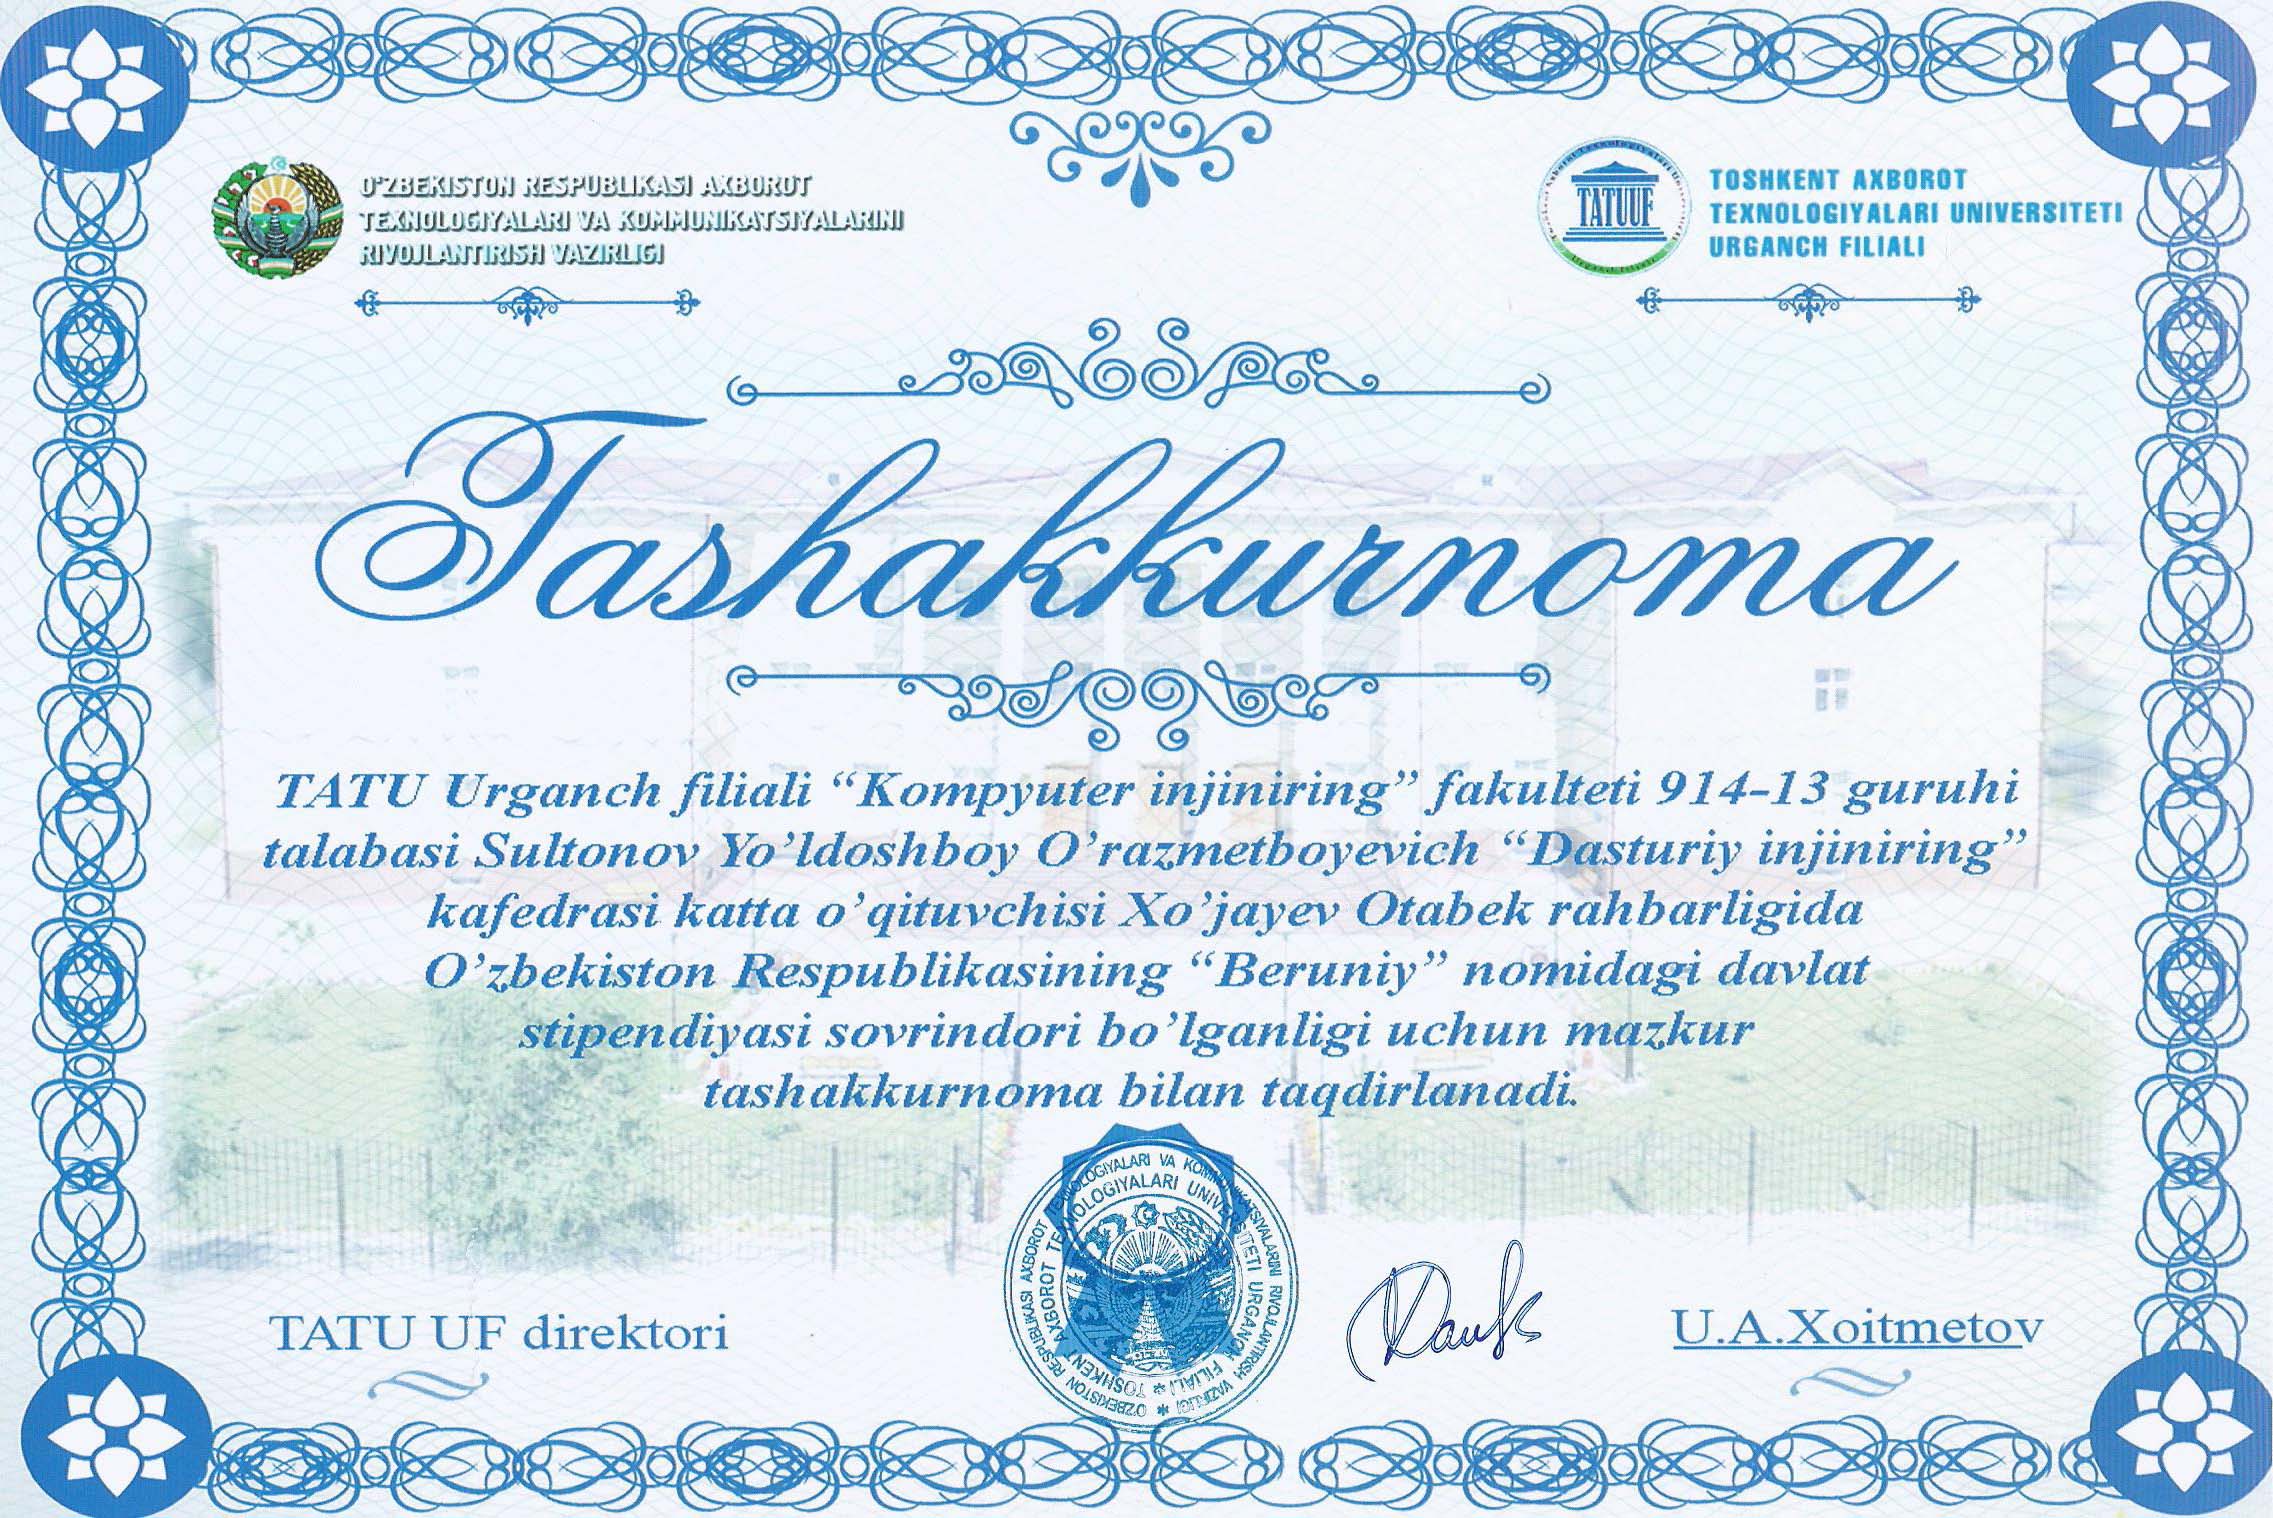 O'ZBEKISTON RESPUBLIKASI AXBOROT
TEXNOLOGIYALARI VA KOMMUNIKATSIYALARINI
RIVOJLANTIRISH VAZIRLIGI
TATUUF
TOSHKENT AXBOROT
TEXNOLOGIYALARI UNIVERSITETI
URGANCH FILIALI
Tashakkurnoma
TATU Urganch filiali “Kompyuter injiniring” fakulteti 914-13 guruhi
talabasi Sultonov Yo’ldoshboy O’razmetboyevich “Dasturiy injiniring”
kafedrasi katta o’qituvchisi Xo’jayev Otabek rahbarligida
O’zbekiston Respublikasining “Beruniy” nomidagi davlat
stipendiyasi sovrindori bo’lganligi uchun mazkur
tashakkurnoma bilan taqdirlanadi.
O'ZBEKISTON RESPUBLIKASI AXBOROT TEXNOLOGIYALARI VA KOMMUNIKATSIYALARINI RIVOJLANTIRISH VAZIRLIGI
TOSHKENT AXBOROT TEXNOLOGIYALARI UNIVERSITETI URGANCH FILIALI
TATU UF direktori
U.A.Xoitmetov